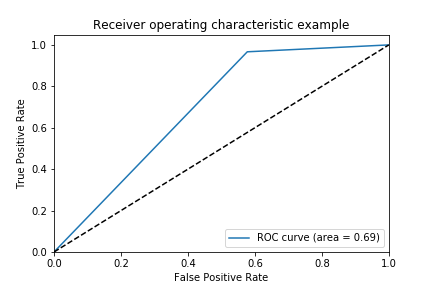 Receiver operating characteristic example
True Positive Rate
1.0
0.8
0.6
0.4
0.2
0.0
ROC curve (area = 0.69)
0.0 0.2 0.4 0.6 0.8 1.0
False Positive Rate